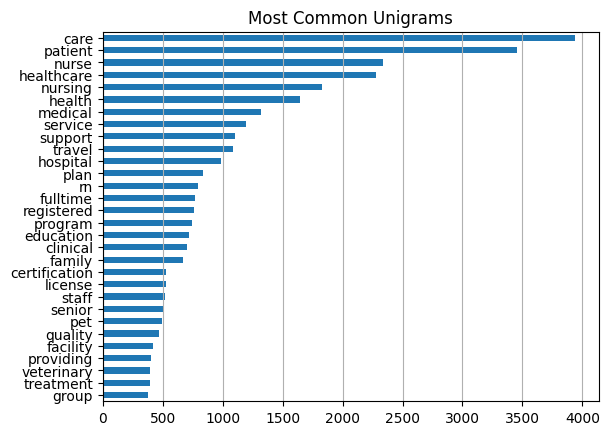 Most Common Unigrams
care
patient
nurse
healthcare
nursing
health
medical
service
support
travel
hospital
plan
rn
fulltime
registered
program
education
clinical
family
certification
license
staff
senior
pet
quality
facility
providing
veterinary
treatment
group
0 500 1000 1500 2000 2500 3000 3500 4000